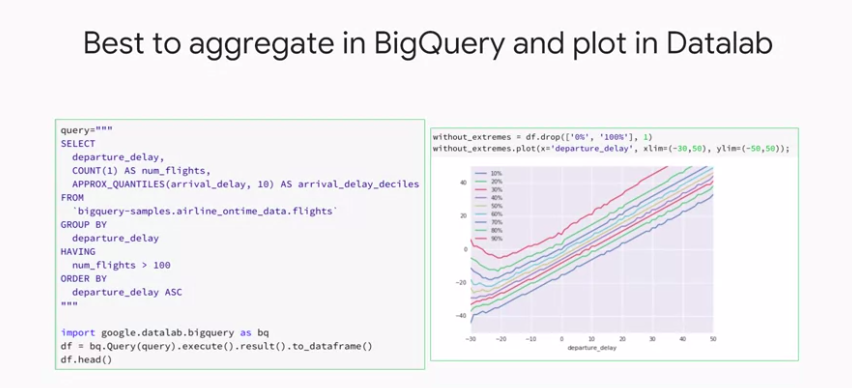 Best to aggregate in BigQuery and plot in Datalab
query="""
SELECT
departure_delay,
COUNT(1) AS num_flights,
APPROX_QUANTILES(arrival_delay, 10) AS arrival_delay_deciles
FROM
`bigquery-samples.airline_ontime_data.flights`
GROUP BY
departure_delay
HAVING
num_flights > 100
ORDER BY
departure_delay ASC
"""
import google.datalab.bigquery as bq
df = bq.Query(query).execute().result().to_dataframe()
df.head()
without_extremes = df.drop(['0%', '100%'], 1)
without_extremes.plot(x='departure_delay', xlim=(-30,50), ylim=(-50,50));
10%
20%
30%
40%
50%
60%
70%
80%
90%
40
20
0
−20
−40
−30
−20
−10
0
10
20
30
40
50
departure_delay